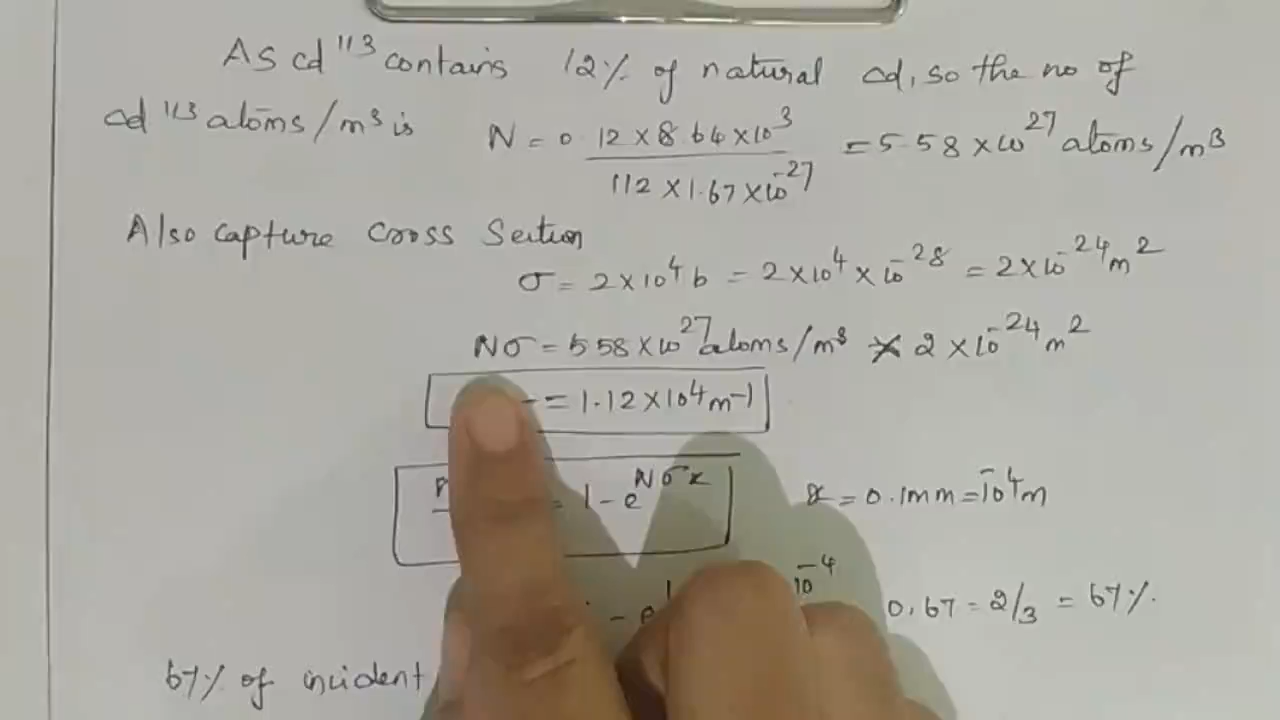 As cd¹¹³ contains 12% of natural cd, so the no of
cd¹¹³ atoms/m³ is N = 0.12 × 8.64 × 10³ / 112 × 1.67 × 10⁻²⁷ = 5.58 × 10²⁷ atoms/m³
Also capture cross Section
σ = 2 × 10⁴ b = 2 × 10⁴ × 10⁻²⁸ = 2 × 10⁻²⁴ m²
Nσ = 5.58 × 10²⁷ atoms/m³ × 2 × 10⁻²⁴ m²
= 1.12 × 10⁴ m⁻¹
= 1 - e^Nσx x = 0.1mm = 10⁻⁴ m
- e 10⁻⁴ 0.67 = 2/3 = 67%.
67% of incident